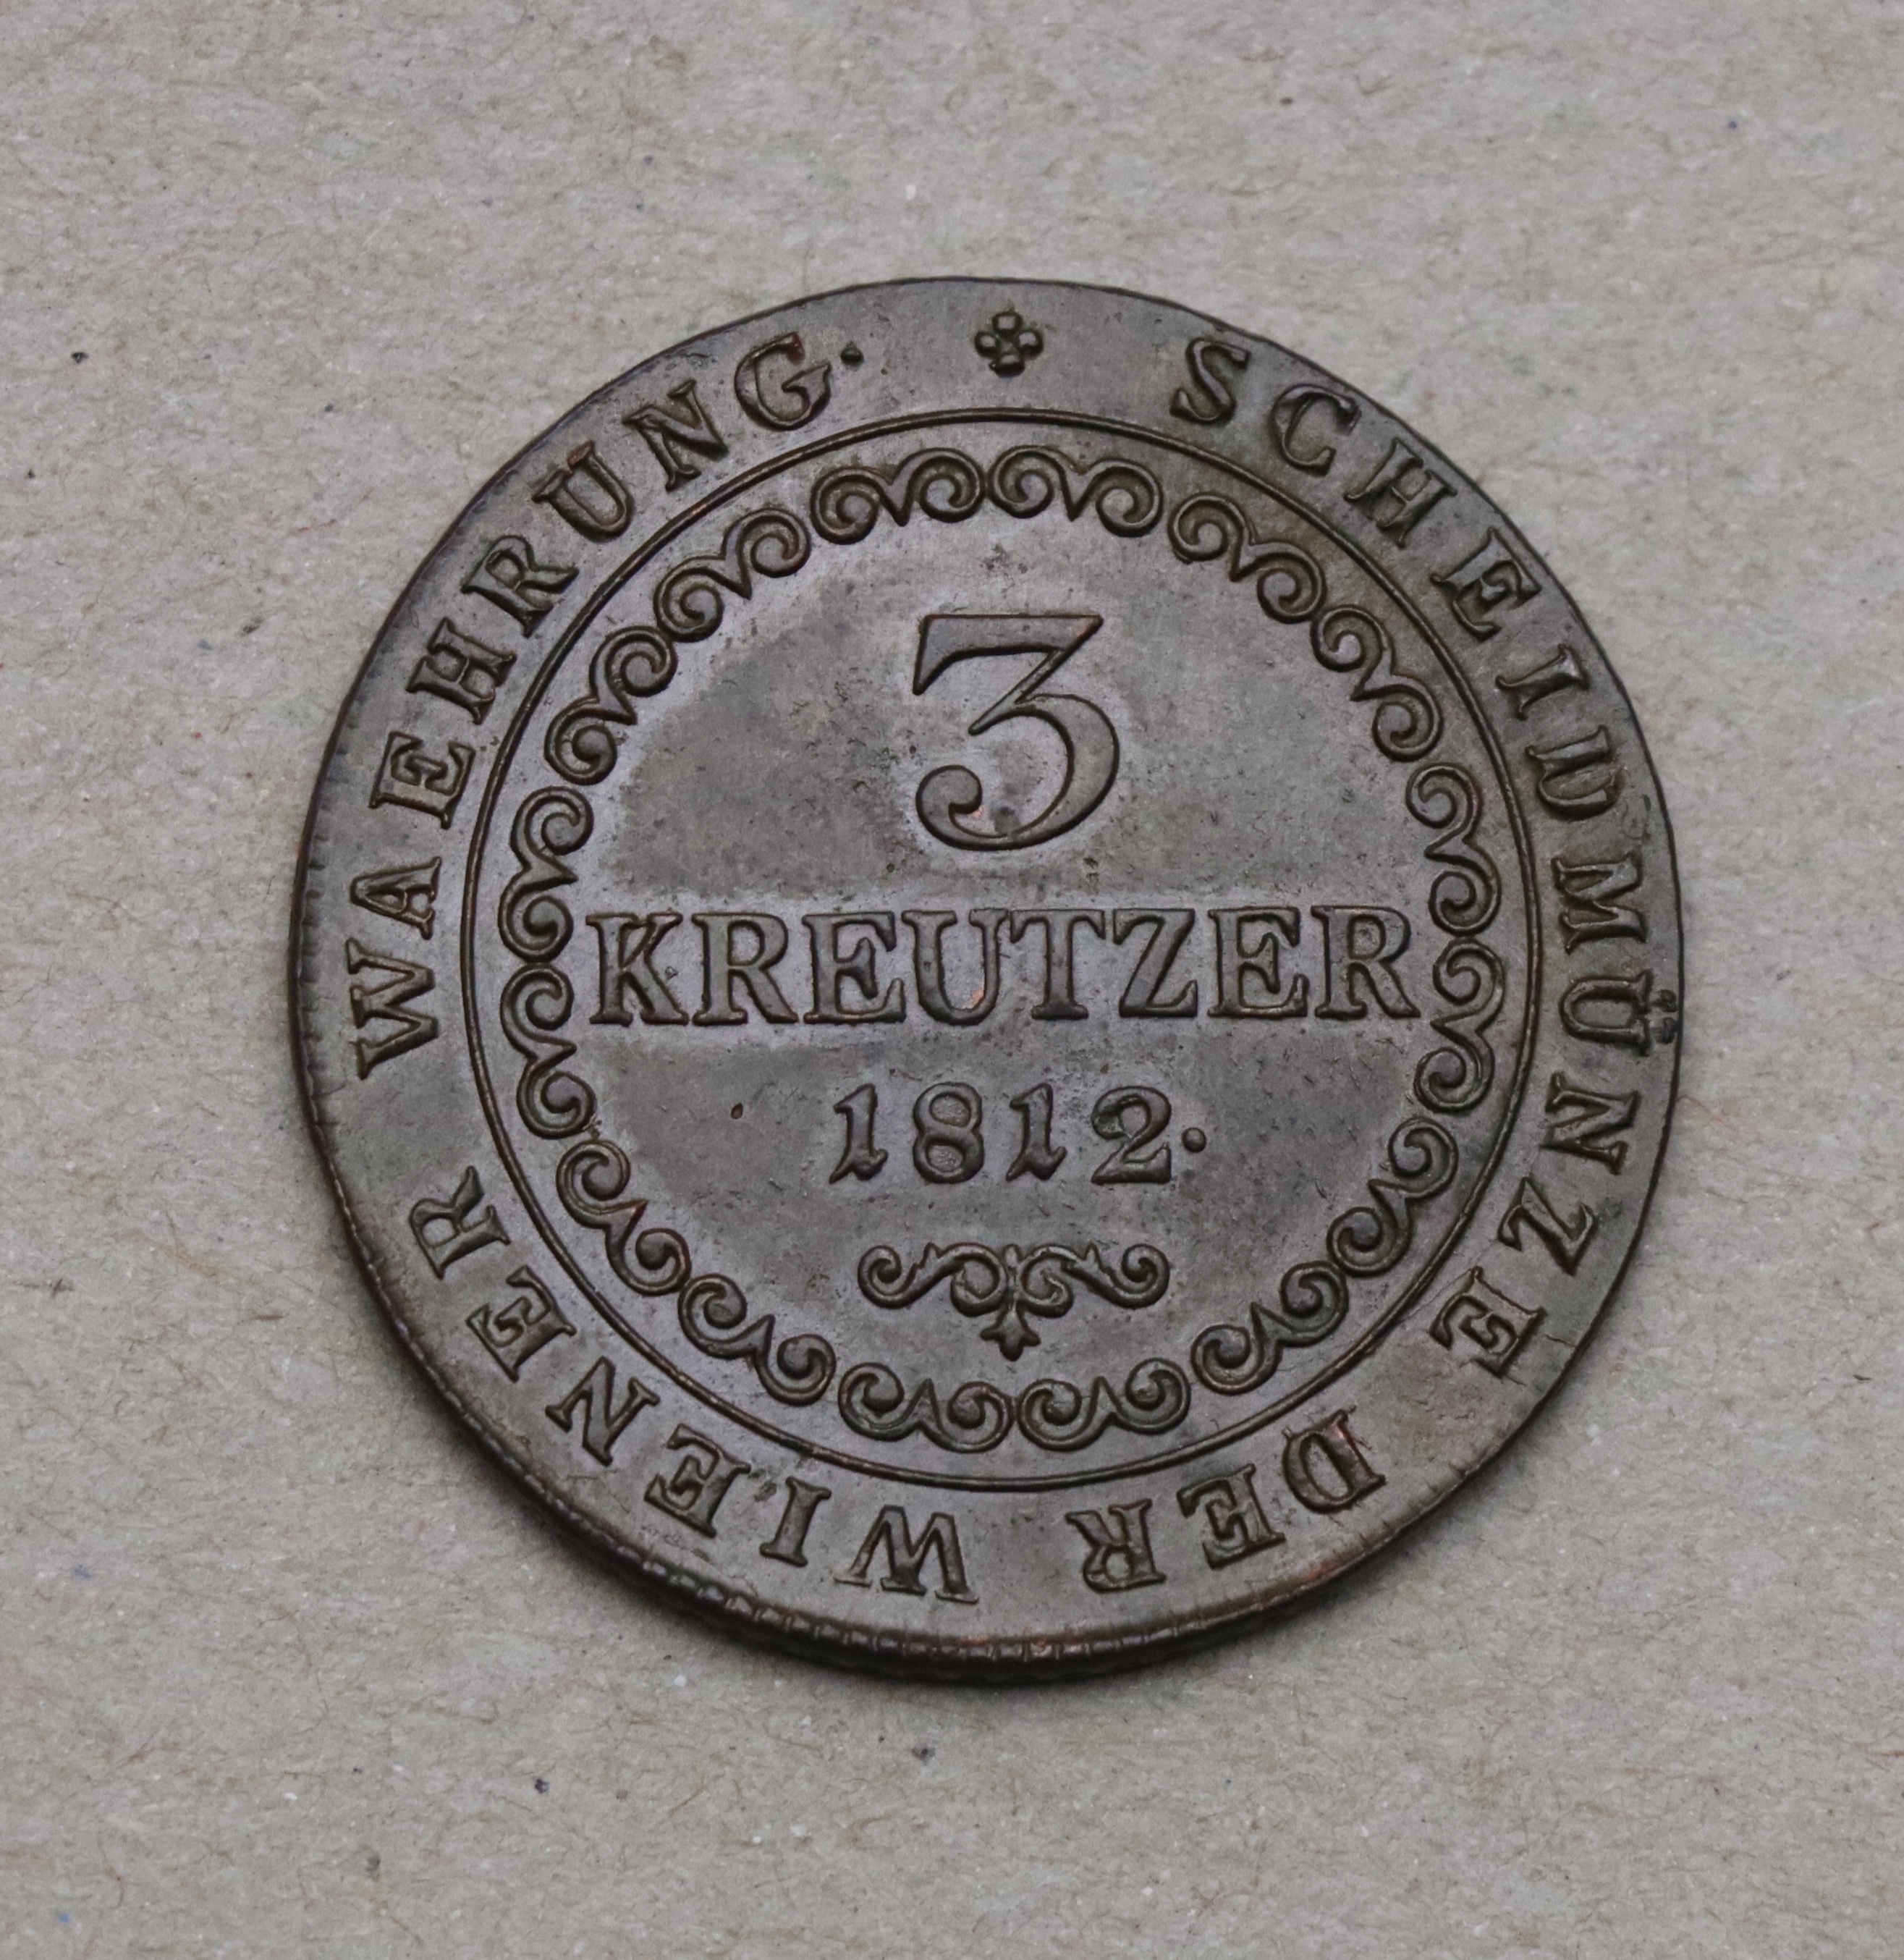 SCHEIDMÜNZE DER WIENER WAEHRUNG.
3
KREUTZER
1812.